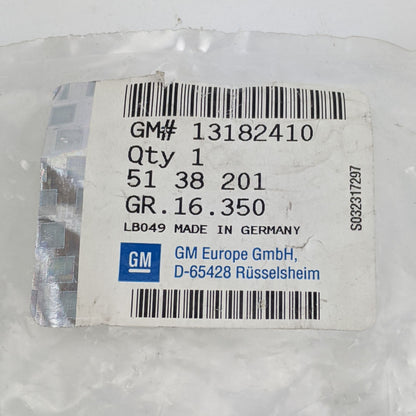 GM# 13182410
Qty 1
51 38 201
GR.16.350
LB049 MADE IN GERMANY
GM
GM Europe GmbH,
D-65428 Rüsselsheim
S032317297